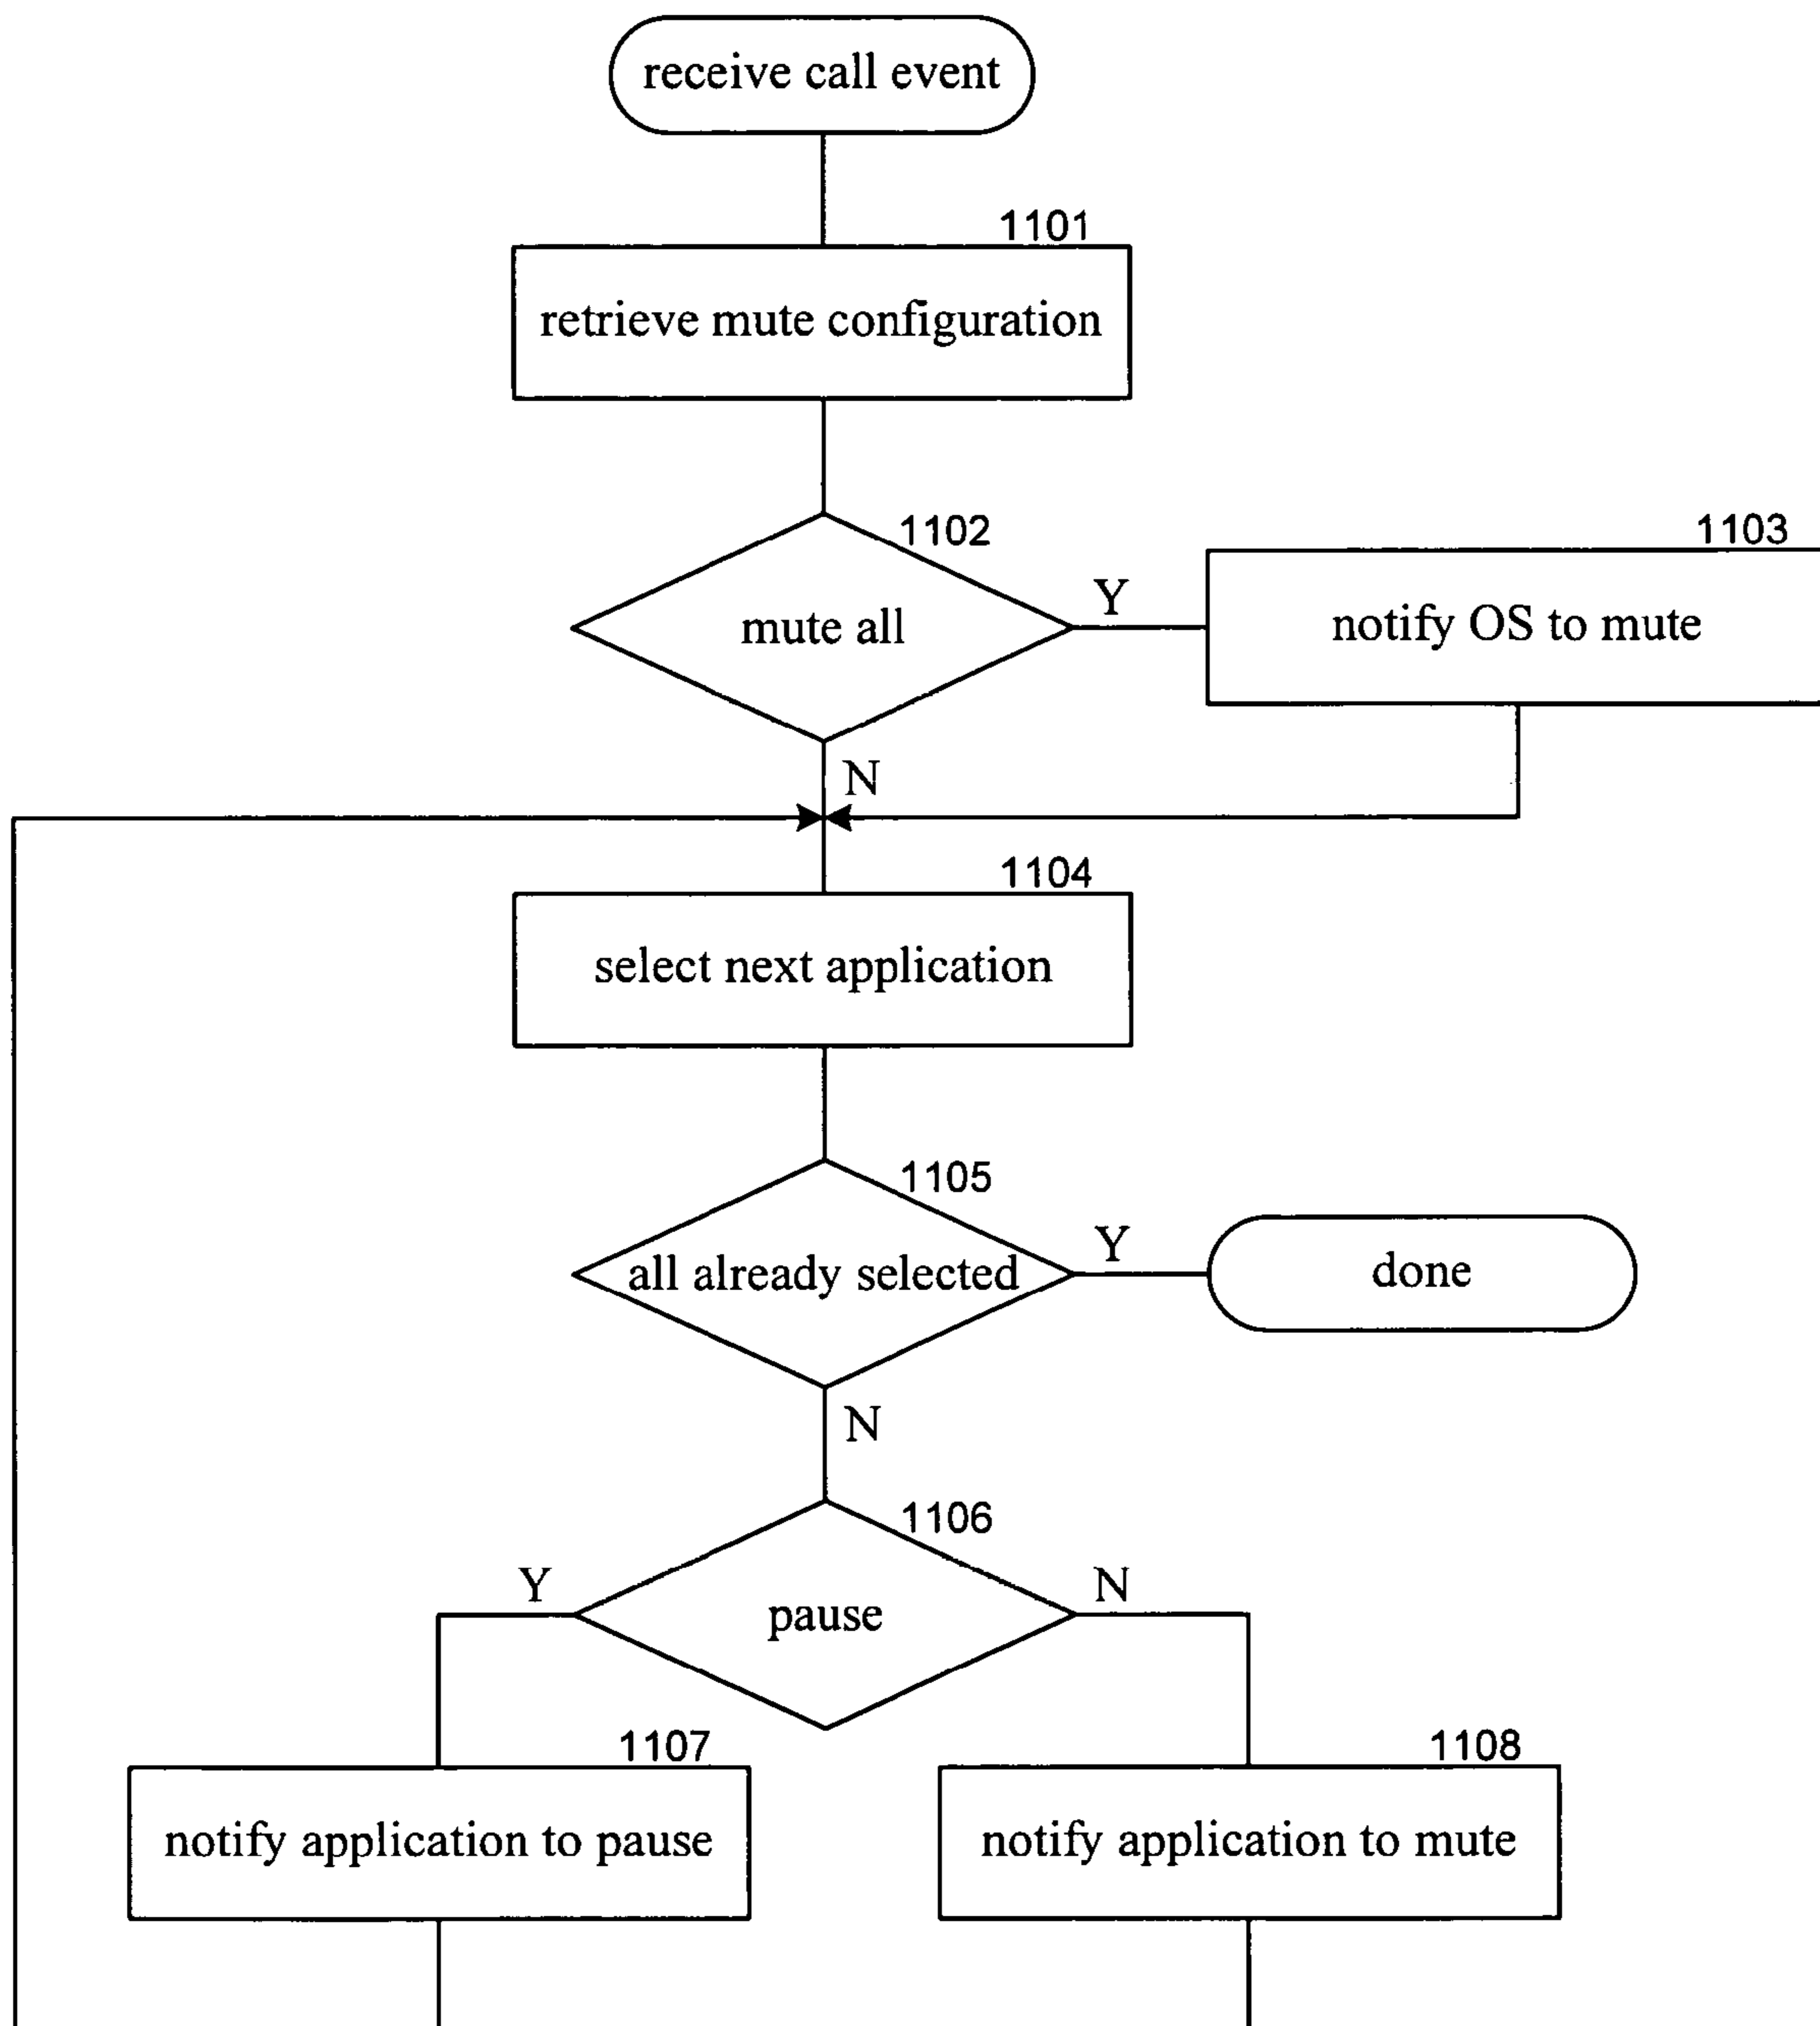 receive call event
1101
retrieve mute configuration
1102
mute all
Y
1103
notify OS to mute
N
1104
select next application
1105
all already selected
Y
done
N
1106
pause
Y
N
1107
notify application to pause
1108
notify application to mute